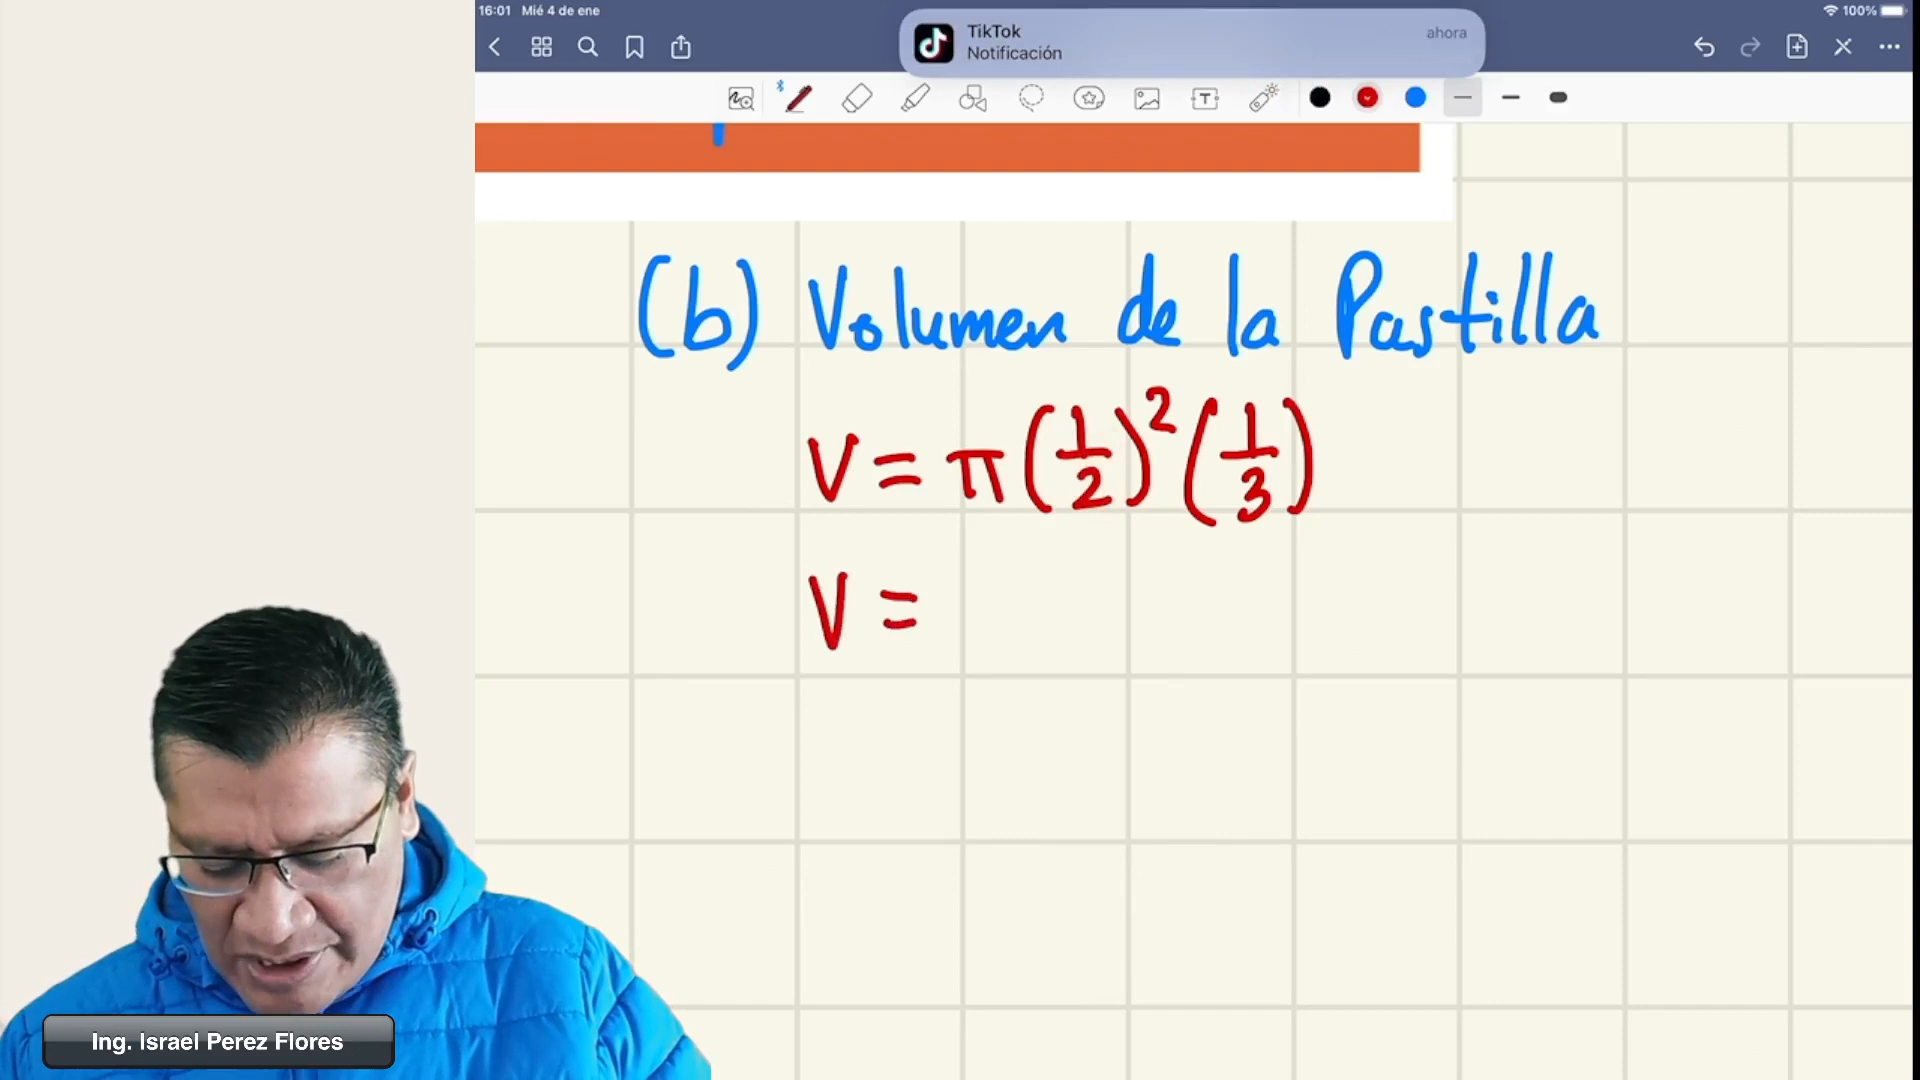 16:01 Mié 4 de ene
100%
TikTok
ahora
Notificación
(b) Volumen de la Pastilla
V = π(1/2)²(1/3)
V =
Ing. Israel Perez Flores